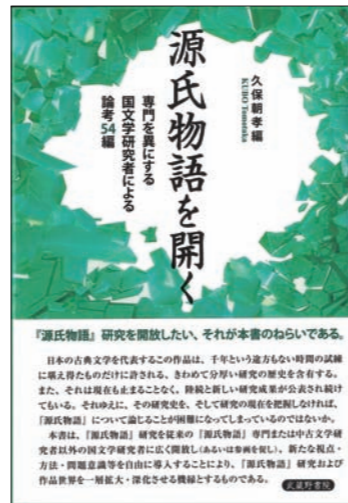 源氏物語を開く
久保朝孝編
KUBO Tomotaka
専門を異にする
国文学研究者による
論考54編
『源氏物語』研究を開放したい、それが本書のねらいである。
日本の古典文学を代表するこの作品は、千年という途方もない時間の試練
に堪え得たものだけに許される、きわめて分厚い研究の歴史を含有する。
また、それは現在も止まることなく、陸続と新しい研究成果が公表され続け
てもいる。それゆえに、その研究史を、そして研究の現在を把握しなければ、
『源氏物語』について論じることが困難になってしまっているのではないか。
本書は、『源氏物語』研究を従来の『源氏物語』専門または中古文学研究
者以外の国文学研究者に広く開放し(あるいは参画を促し)、新たな視点・
方法・問題意識等を自由に導入することにより、『源氏物語』研究および
作品世界を一層拡大・深化させる機縁とするものである。
武蔵野書院